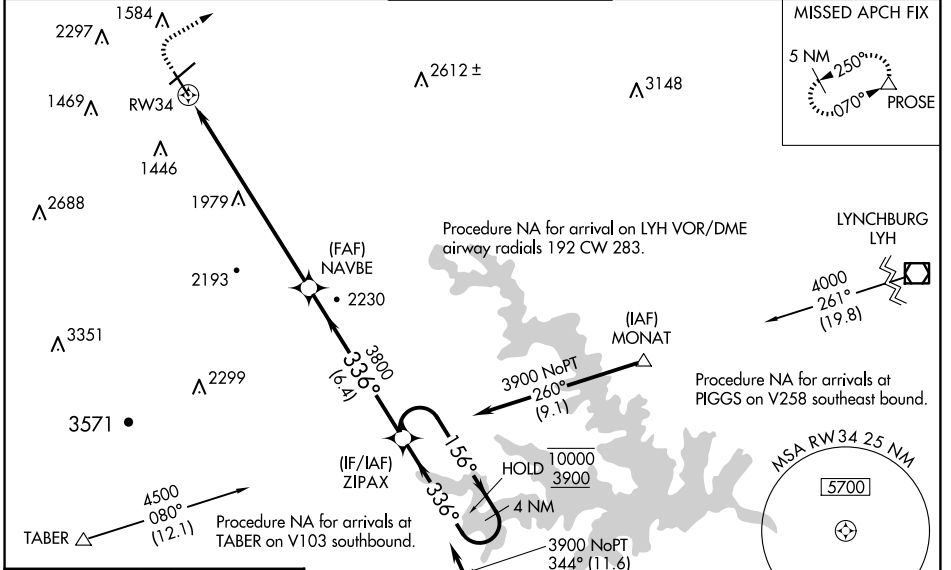 1584
2297
1469
RW34
1446
2688
1979
2612 ±
3148
MISSED APCH FIX
5 NM
250°
070°
PROSE
Procedure NA for arrival on LYH VOR/DME
airway radials 192 CW 283.
LYNCHBURG
LYH
4000
261°
(19.8)
(FAF)
NAVBE
2193
2230
3351
2299
3571
3800
336°
(6.4)
(IAF)
MONAT
3900 NoPT
260°
(9.1)
Procedure NA for arrivals at
PIGGS on V258 southeast bound.
(IF/IAF)
ZIPAX
156°
336°
HOLD
10000
3900
4 NM
MSA RW34 25 NM
5700
TABER
4500
080°
(12.1)
Procedure NA for arrivals at
TABER on V103 southbound.
3900 NoPT
344° (11.6)